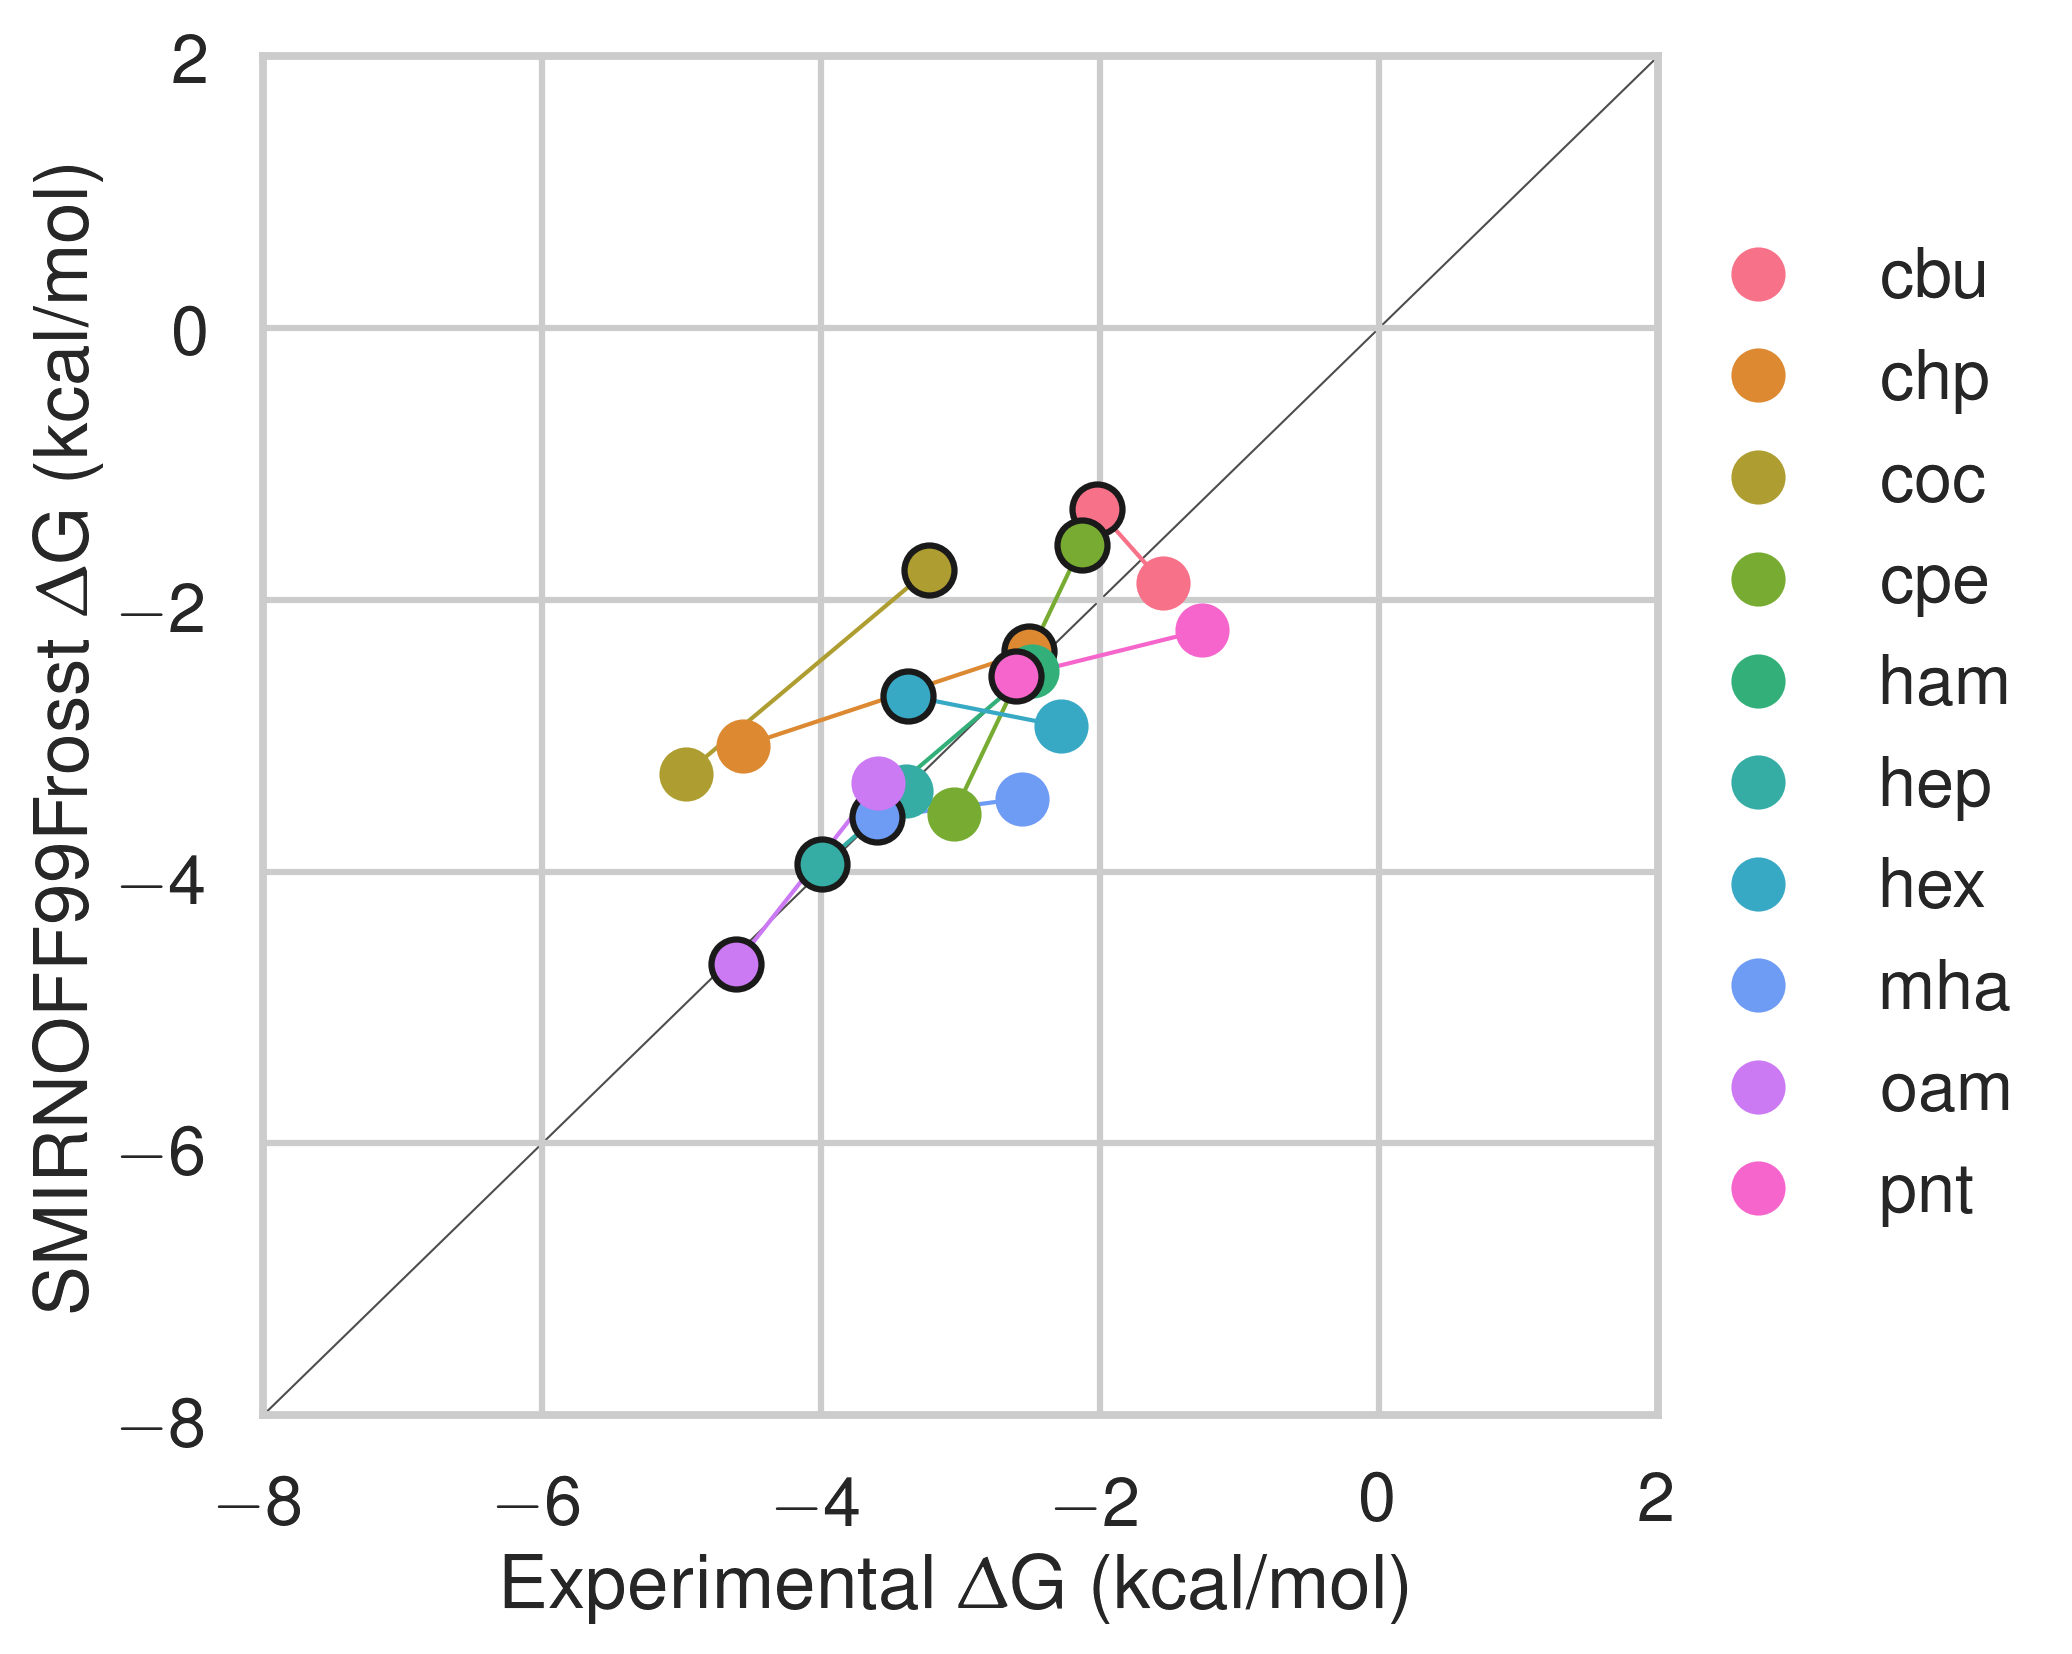 2
0
−2
−4
−6
−8
SMIRNOFF99Frosst ΔG (kcal/mol)
−8 −6 −4 −2 0 2
Experimental ΔG (kcal/mol)
cbu
chp
coc
cpe
ham
hep
hex
mha
oam
pnt